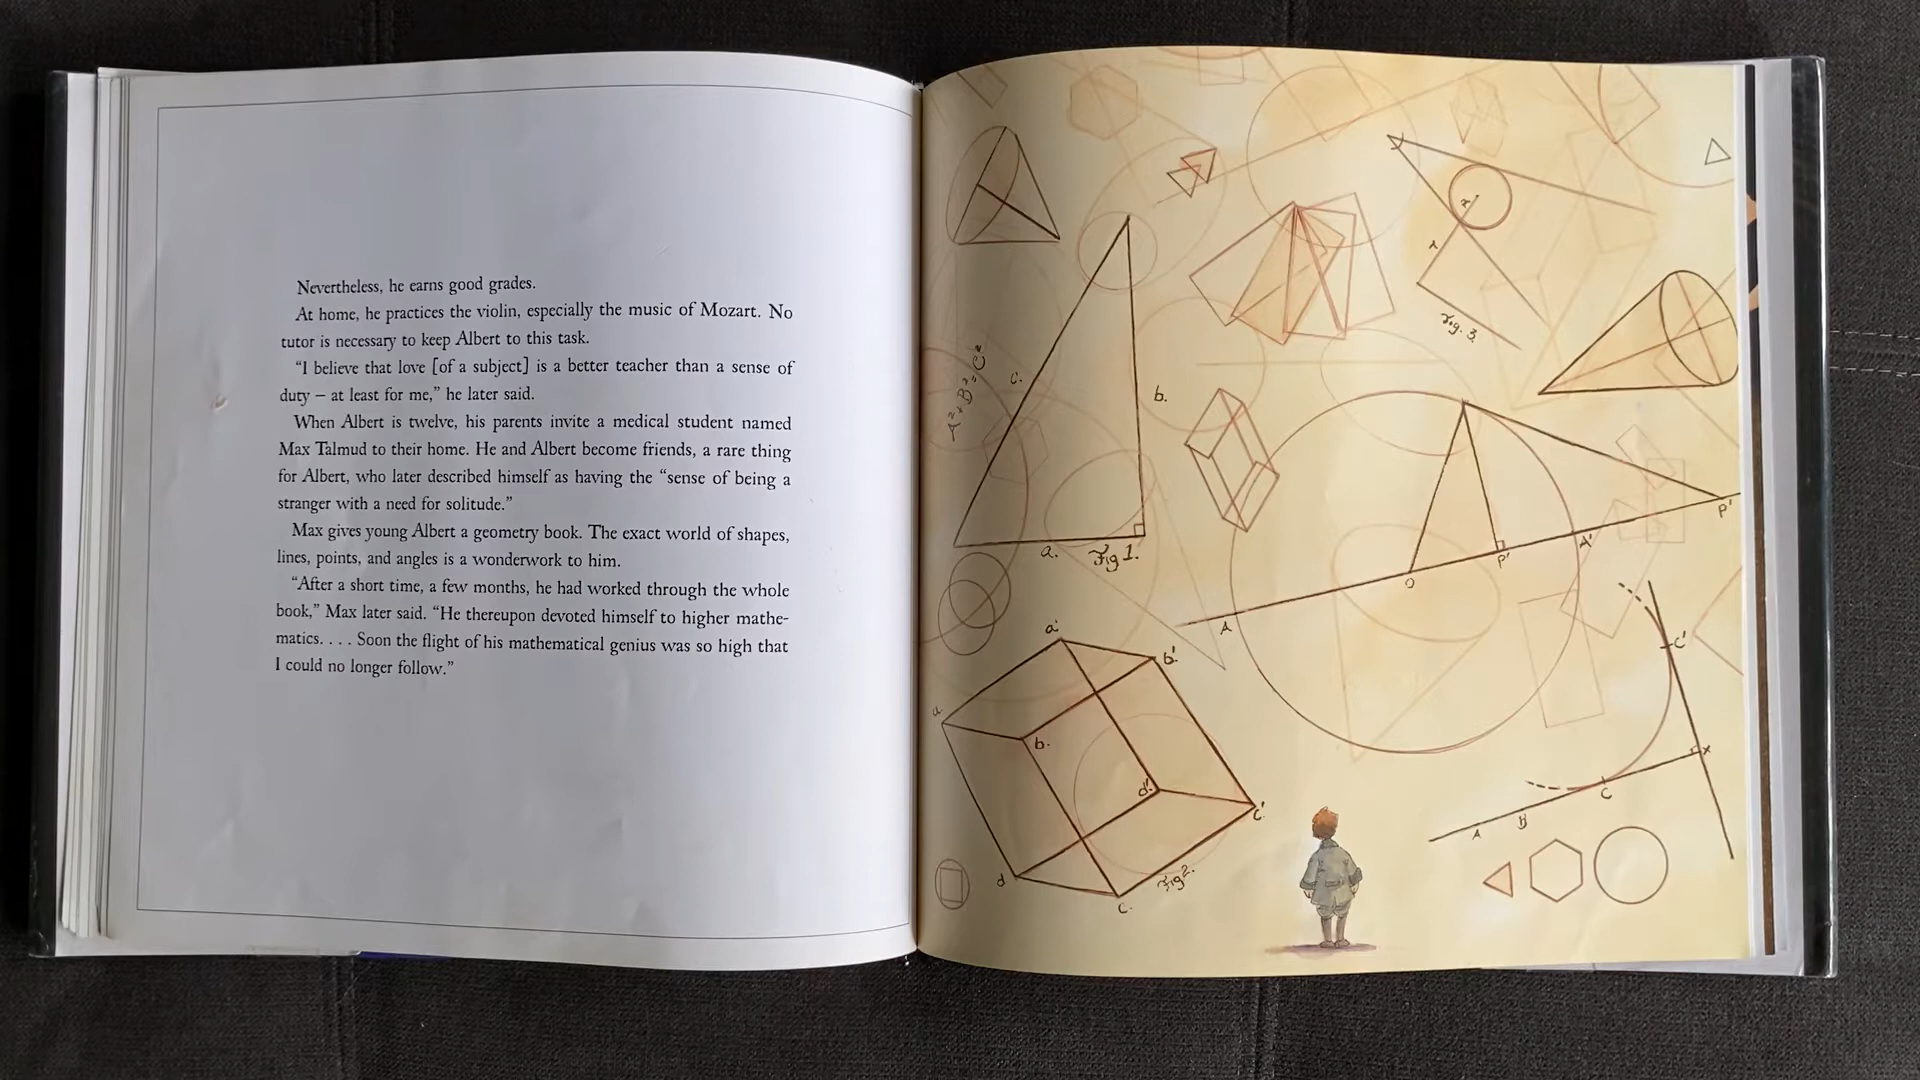 Nevertheless, he earns good grades.
At home, he practices the violin, especially the music of Mozart. No
tutor is necessary to keep Albert to this task.
“I believe that love [of a subject] is a better teacher than a sense of
duty – at least for me,” he later said.
When Albert is twelve, his parents invite a medical student named
Max Talmud to their home. He and Albert become friends, a rare thing
for Albert, who later described himself as having the “sense of being a
stranger with a need for solitude.”
Max gives young Albert a geometry book. The exact world of shapes,
lines, points, and angles is a wonderwork to him.
“After a short time, a few months, he had worked through the whole
book,” Max later said. “He thereupon devoted himself to higher mathe-
matics. . . . Soon the flight of his mathematical genius was so high that
I could no longer follow.”
A²+B²=C²
c.
b.
a.
Fig 1.
r
r
Fig. 3.
A
O
P'
A'
P'
a'
b'
a
b.
d'
c'
d
c.
Fig 2.
C'
x
C
B
A